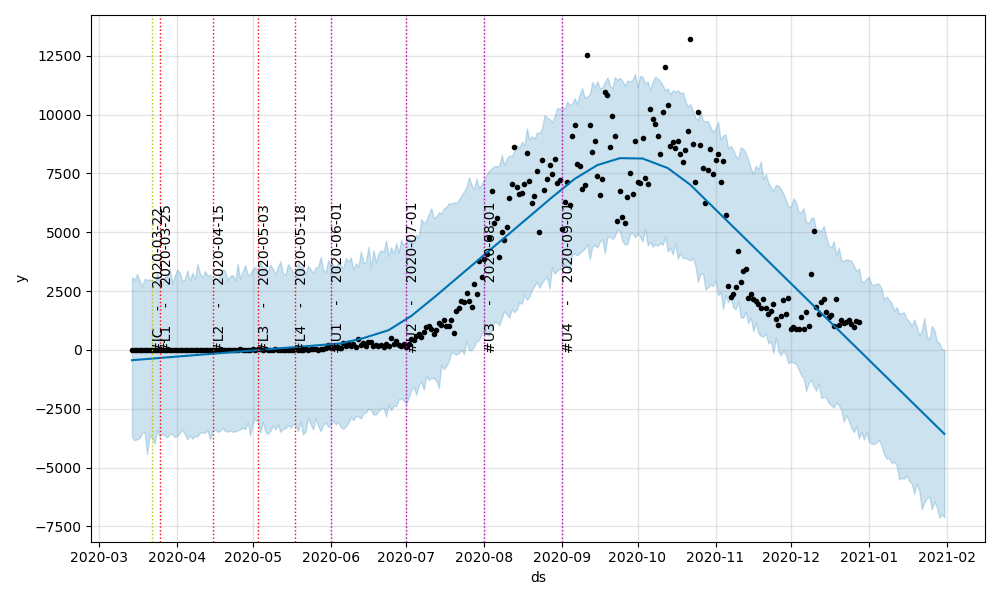 12500
10000
7500
5000
2500
0
−2500
−5000
−7500
y
#JC - 2020-03-22
#L1 - 2020-03-25
#L2 - 2020-04-15
#L3 - 2020-05-03
#L4 - 2020-05-18
#U1 - 2020-06-01
#U2 - 2020-07-01
#U3 - 2020-08-01
#U4 - 2020-09-01
2020-03
2020-04
2020-05
2020-06
2020-07
2020-08
2020-09
2020-10
2020-11
2020-12
2021-01
2021-02
ds